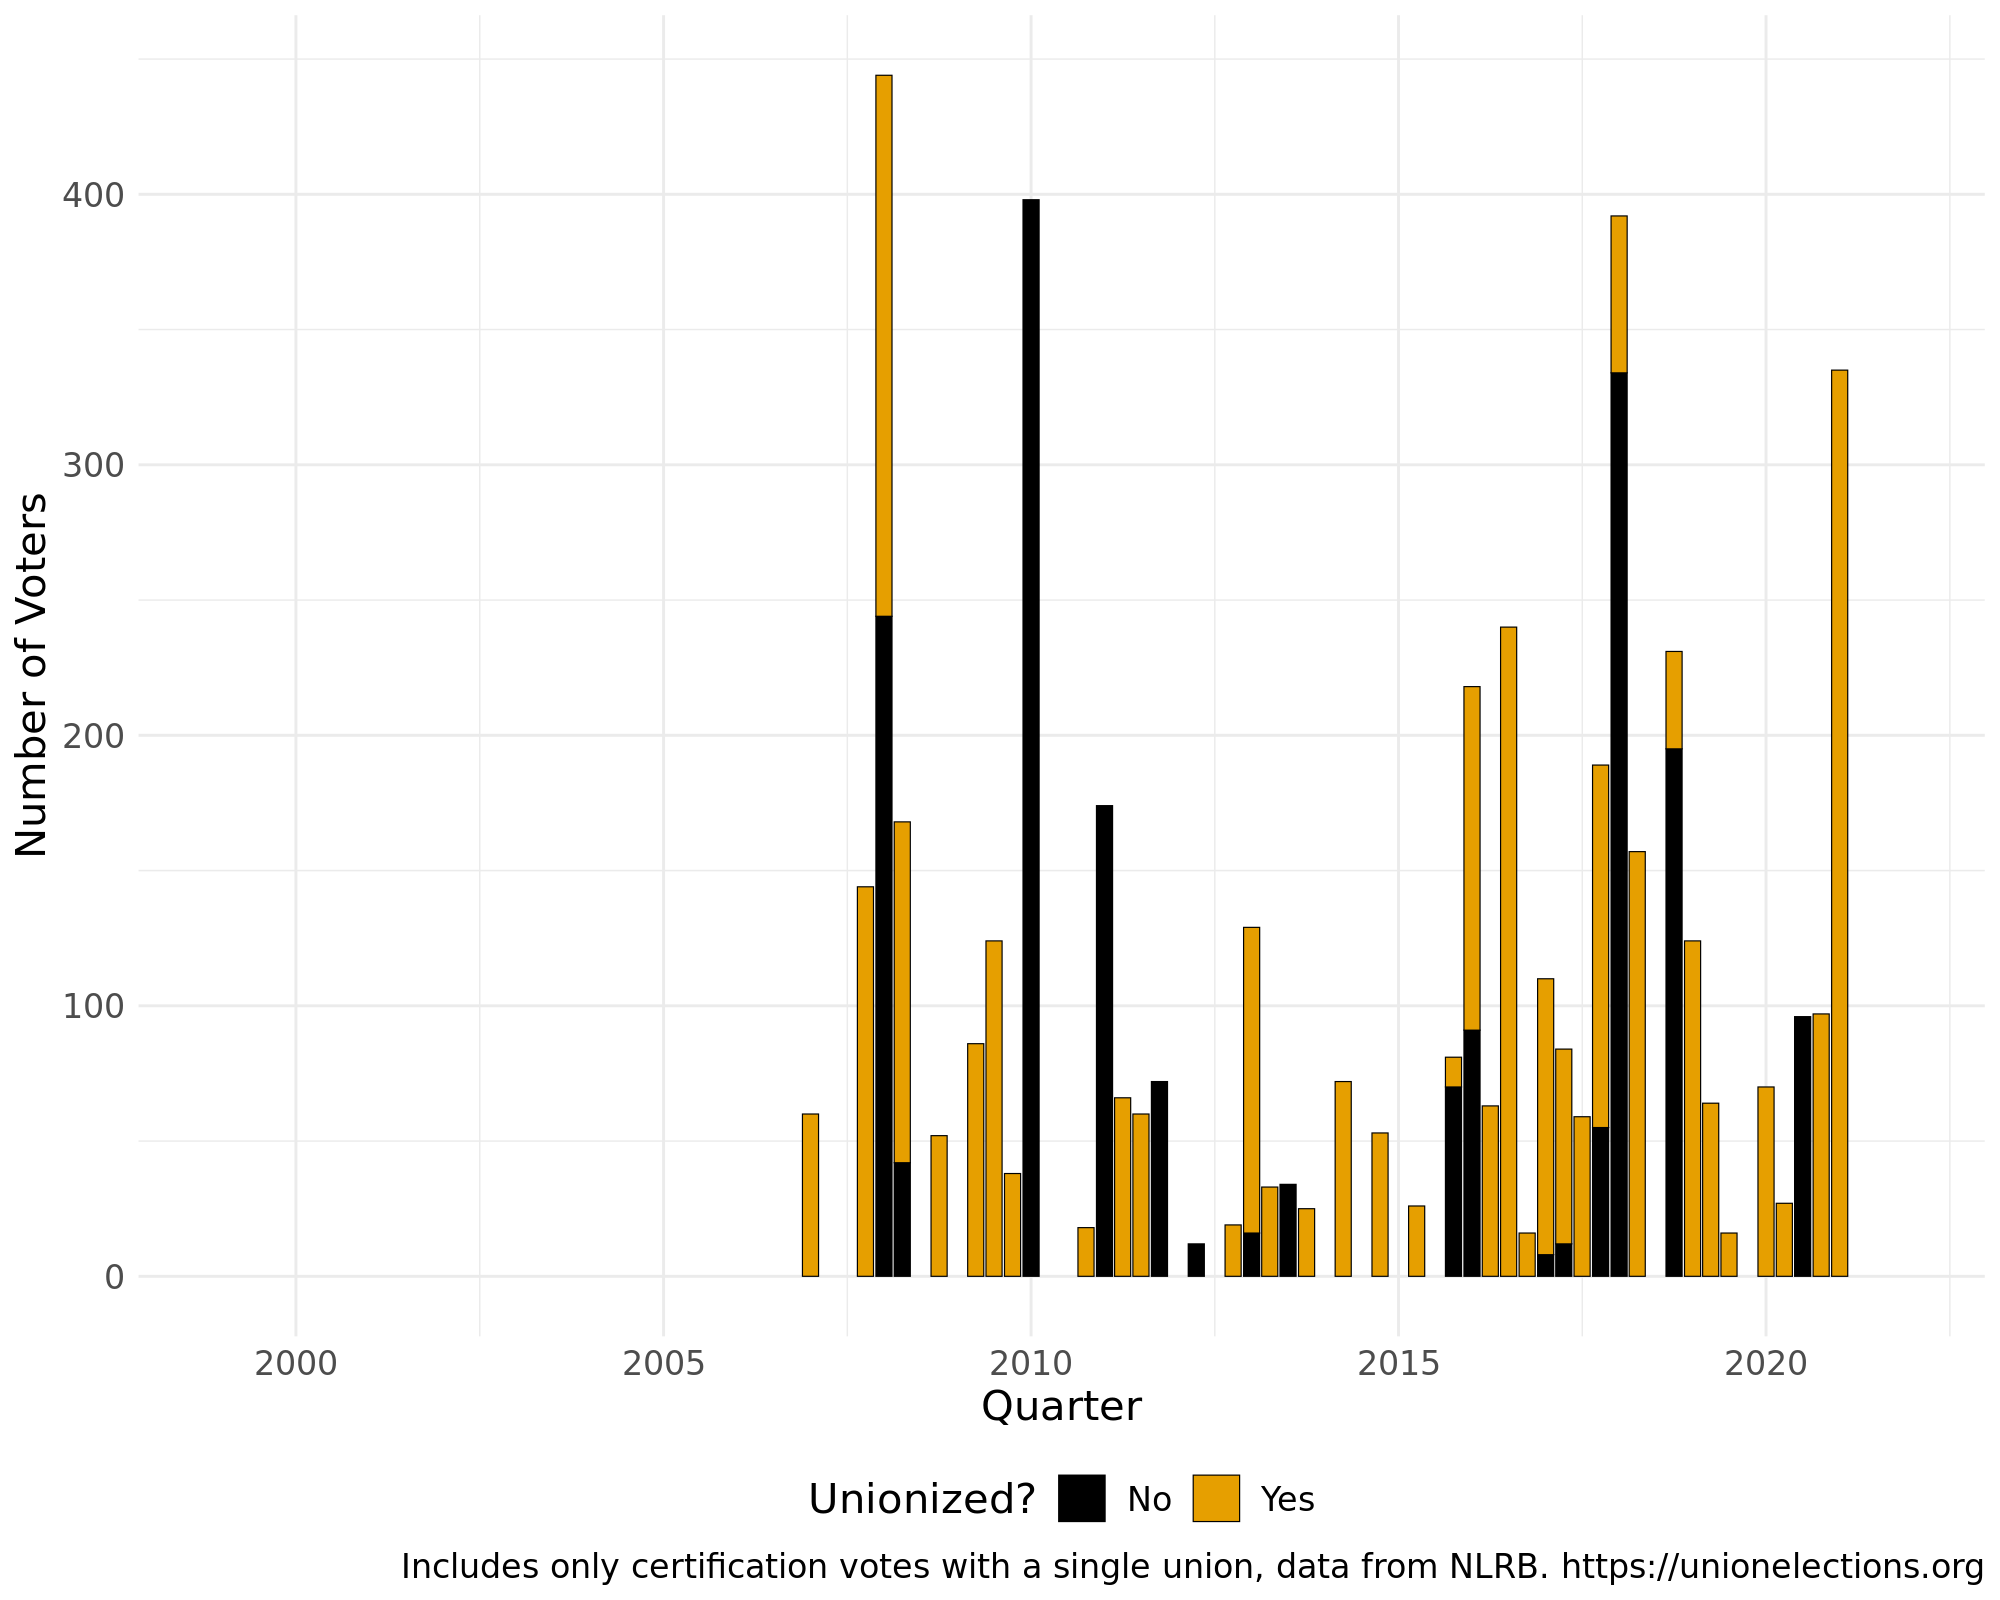 Number of Voters
400
300
200
100
0
2000 2005 2010 2015 2020
Quarter
Unionized? No Yes
Includes only certification votes with a single union, data from NLRB. https://unionelections.org